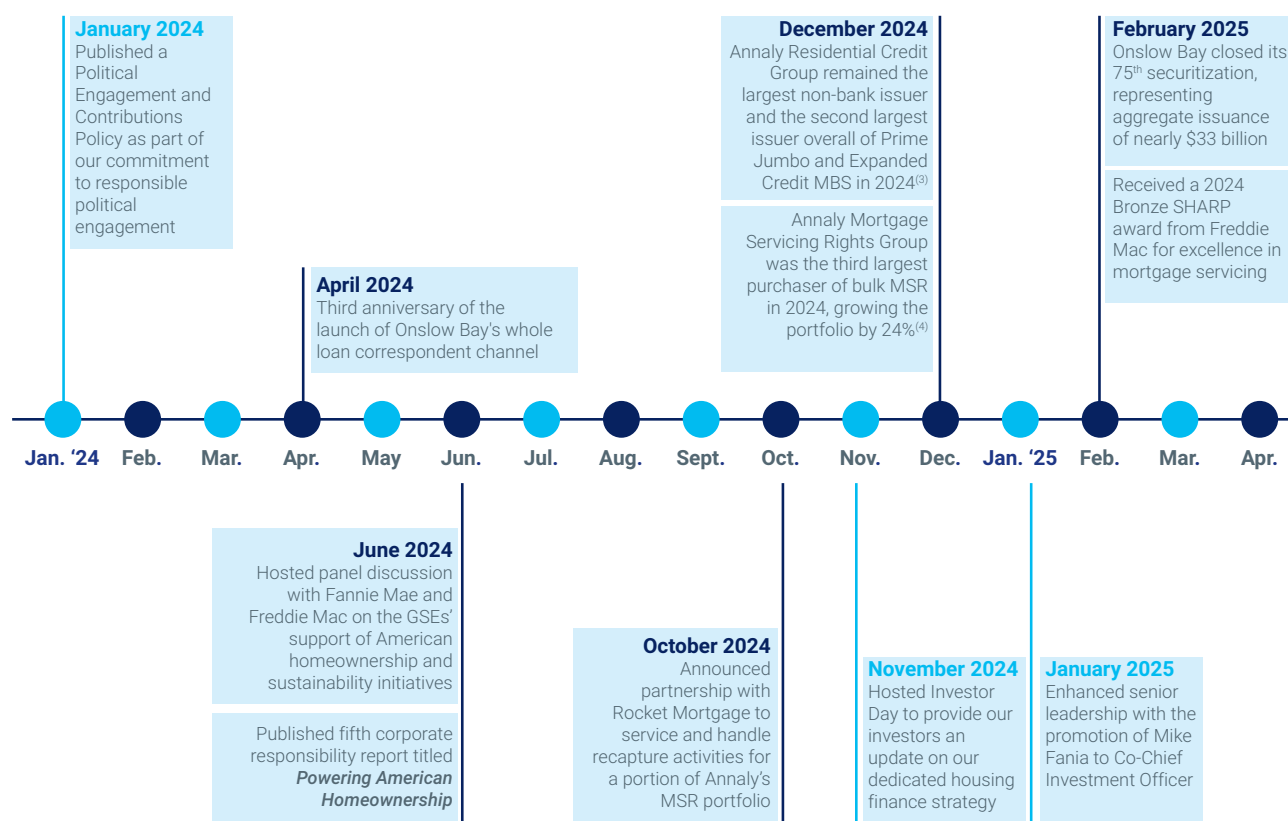 January 2024
Published a
Political
Engagement and
Contributions
Policy as part of
our commitment
to responsible
political
engagement
April 2024
Third anniversary of the
launch of Onslow Bay's whole
loan correspondent channel
December 2024
Annaly Residential Credit
Group remained the
largest non-bank issuer
and the second largest
issuer overall of Prime
Jumbo and Expanded
Credit MBS in 2024(3)
Annaly Mortgage
Servicing Rights Group
was the third largest
purchaser of bulk MSR
in 2024, growing the
portfolio by 24%(4)
February 2025
Onslow Bay closed its
75th securitization,
representing
aggregate issuance
of nearly $33 billion
Received a 2024
Bronze SHARP
award from Freddie
Mac for excellence in
mortgage servicing
Jan. ‘24 Feb. Mar. Apr. May Jun. Jul. Aug. Sept. Oct. Nov. Dec. Jan. ‘25 Feb. Mar. Apr.
June 2024
Hosted panel discussion
with Fannie Mae and
Freddie Mac on the GSEs’
support of American
homeownership and
sustainability initiatives
Published fifth corporate
responsibility report titled
Powering American
Homeownership
October 2024
Announced
partnership with
Rocket Mortgage to
service and handle
recapture activities for
a portion of Annaly’s
MSR portfolio
November 2024
Hosted Investor
Day to provide our
investors an
update on our
dedicated housing
finance strategy
January 2025
Enhanced senior
leadership with the
promotion of Mike
Fania to Co-Chief
Investment Officer